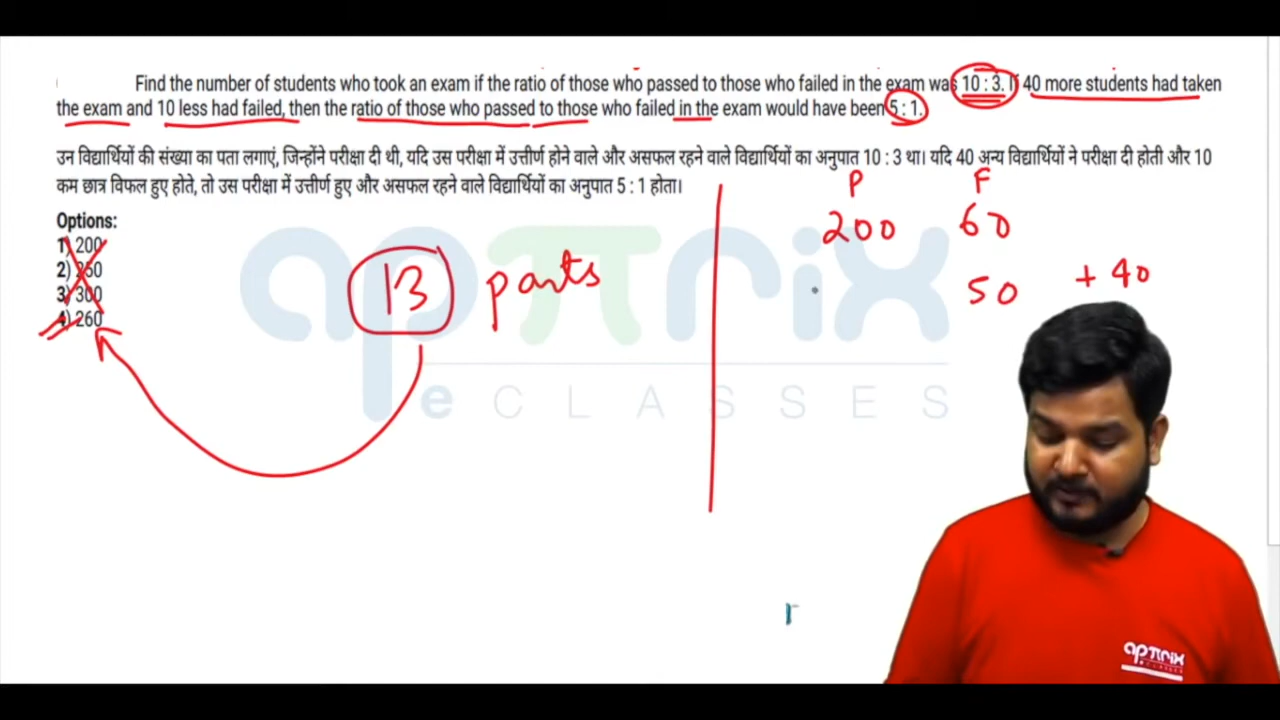 Find the number of students who took an exam if the ratio of those who passed to those who failed in the exam was 10 : 3. If 40 more students had taken
the exam and 10 less had failed, then the ratio of those who passed to those who failed in the exam would have been 5 : 1.
उन विद्यार्थियों की संख्या का पता लगाएं, जिन्होंने परीक्षा दी थी, यदि उस परीक्षा में उत्तीर्ण होने वाले और असफल रहने वाले विद्यार्थियों का अनुपात 10 : 3 था। यदि 40 अन्य विद्यार्थियों ने परीक्षा दी होती और 10
कम छात्र विफल हुए होते, तो उस परीक्षा में उत्तीर्ण हुए और असफल रहने वाले विद्यार्थियों का अनुपात 5 : 1 होता।
P F
200 60
50 + 40
Options:
1) 200
2) 250
3) 300
4) 260
13 parts
apπrix
eCLASSES
apπrix
CLASSES